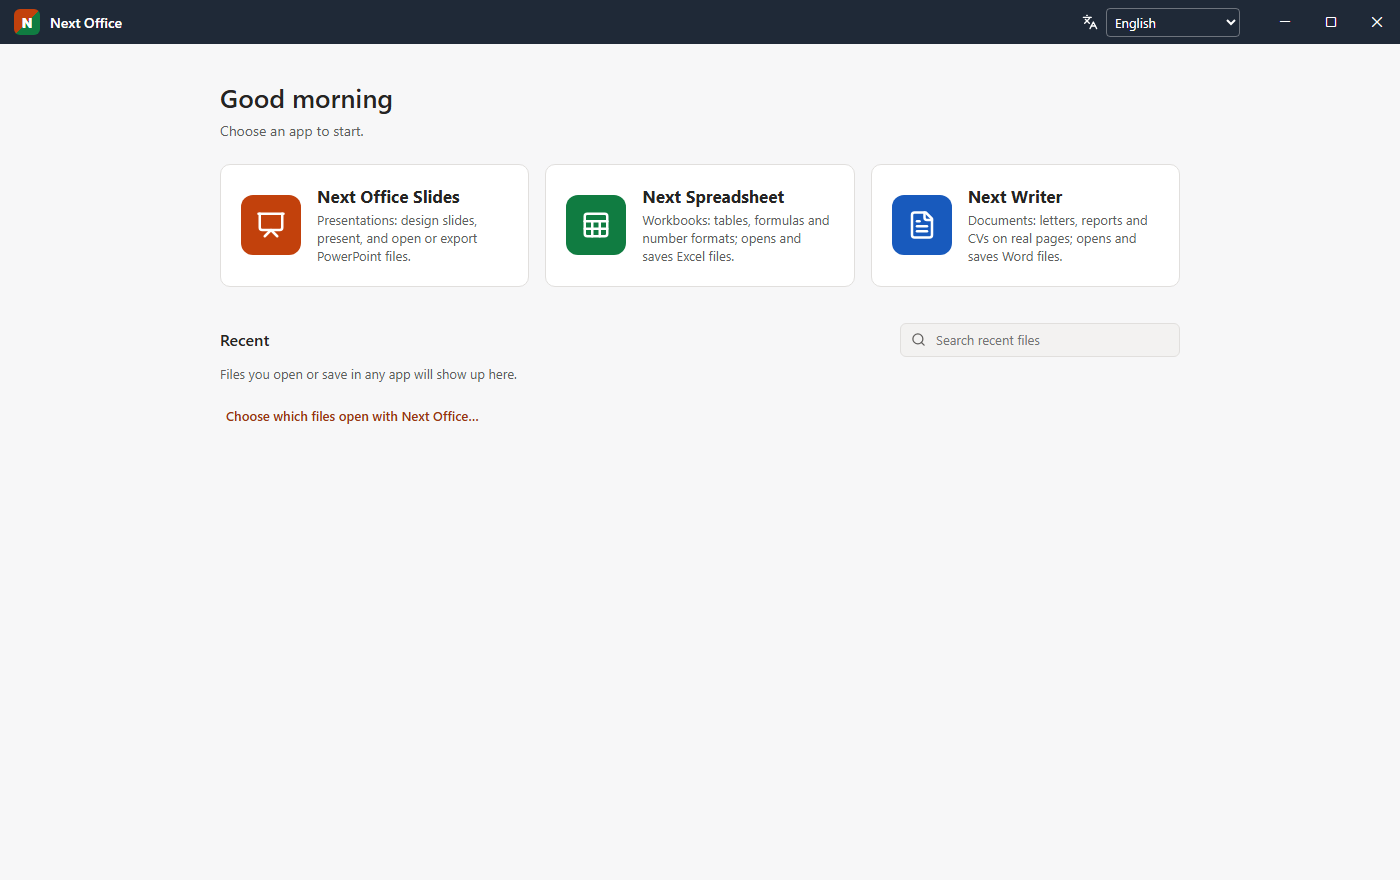 N Next Office
English
Good morning
Choose an app to start.
Next Office Slides
Presentations: design slides,
present, and open or export
PowerPoint files.
Next Spreadsheet
Workbooks: tables, formulas and
number formats; opens and
saves Excel files.
Next Writer
Documents: letters, reports and
CVs on real pages; opens and
saves Word files.
Recent
Search recent files
Files you open or save in any app will show up here.
Choose which files open with Next Office...